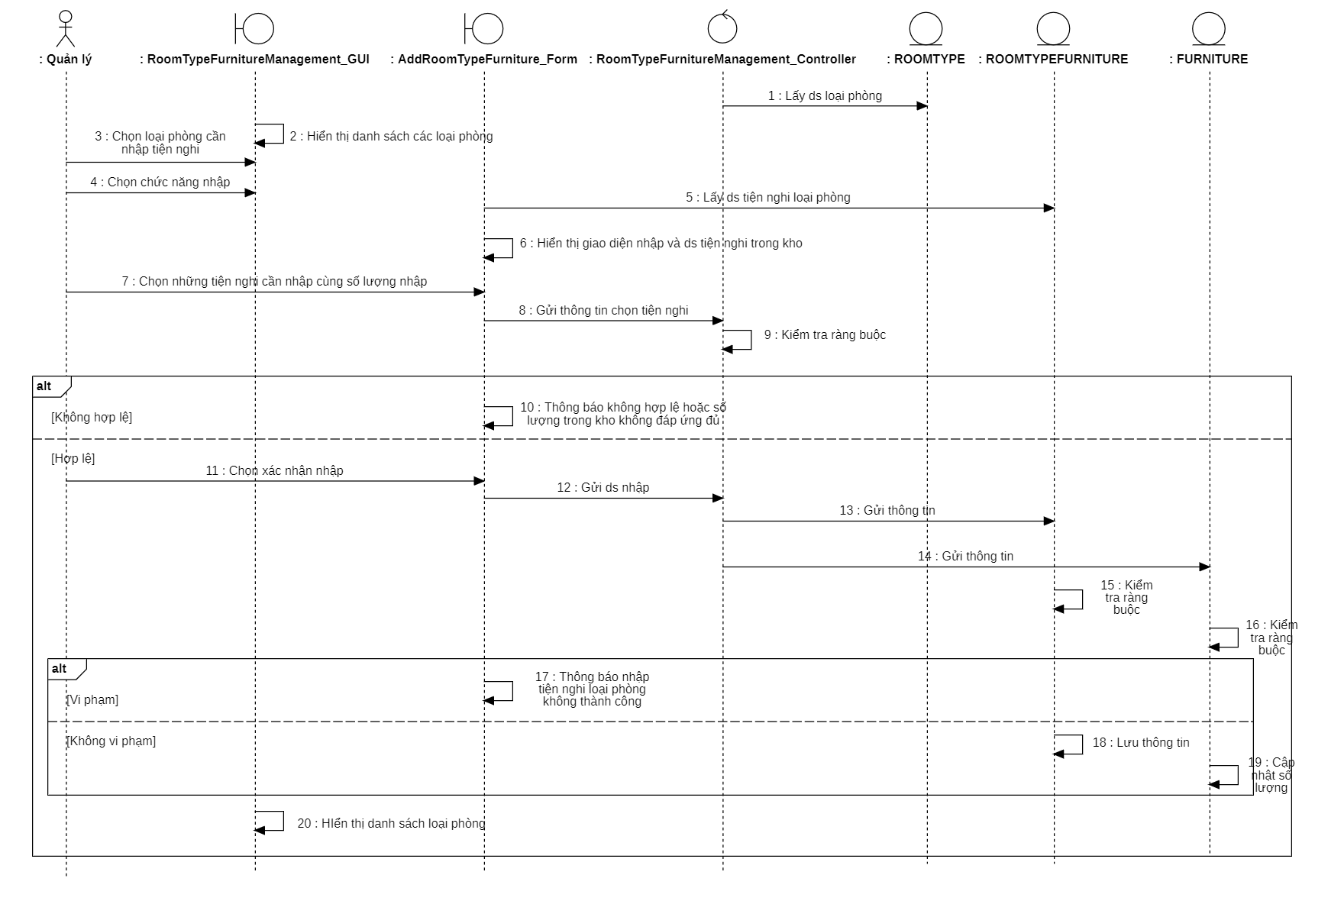 : Quản lý
: RoomTypeFurnitureManagement_GUI
: AddRoomTypeFurniture_Form
: RoomTypeFurnitureManagement_Controller
: ROOMTYPE
: ROOMTYPEFURNITURE
: FURNITURE
1 : Lấy ds loại phòng
2 : Hiển thị danh sách các loại phòng
3 : Chọn loại phòng cần
nhập tiện nghi
4 : Chọn chức năng nhập
5 : Lấy ds tiện nghi loại phòng
6 : Hiển thị giao diện nhập và ds tiện nghi trong kho
7 : Chọn những tiện nghi cần nhập cùng số lượng nhập
8 : Gửi thông tin chọn tiện nghi
9 : Kiểm tra ràng buộc
alt
[Không hợp lệ]
10 : Thông báo không hợp lệ hoặc số
lượng trong kho không đáp ứng đủ
[Hợp lệ]
11 : Chọn xác nhận nhập
12 : Gửi ds nhập
13 : Gửi thông tin
14 : Gửi thông tin
15 : Kiểm
tra ràng
buộc
16 : Kiểm
tra ràng
buộc
alt
[Vi phạm]
17 : Thông báo nhập
tiện nghi loại phòng
không thành công
[Không vi phạm]
18 : Lưu thông tin
19 : Cập
nhật số
lượng
20 : HIển thị danh sách loại phòng